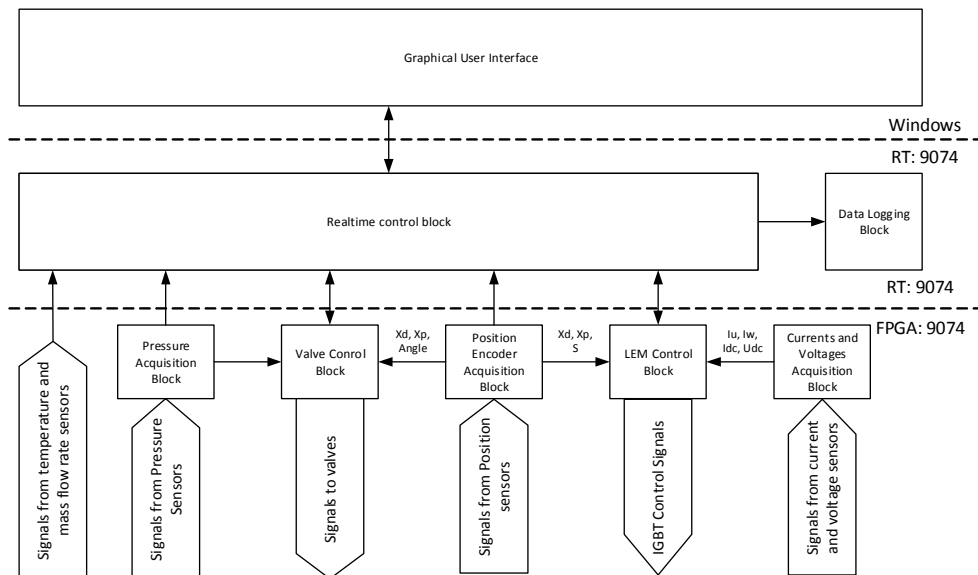 Graphical User Interface
Windows
RT: 9074
Realtime control block
Data Logging
Block
RT: 9074
FPGA: 9074
Pressure
Acquisition
Block
Valve Conrol
Block
Xd, Xp,
Angle
Position
Encoder
Acquisition
Block
Xd, Xp,
S
LEM Control
Block
Iu, Iw,
Idc, Udc
Currents and
Voltages
Acquisition
Block
Signals from temperature and
mass flow rate sensors
Signals from Pressure
Sensors
Signals to valves
Signals from Position
sensors
IGBT Control Signals
Signals from current
and voltage sensors